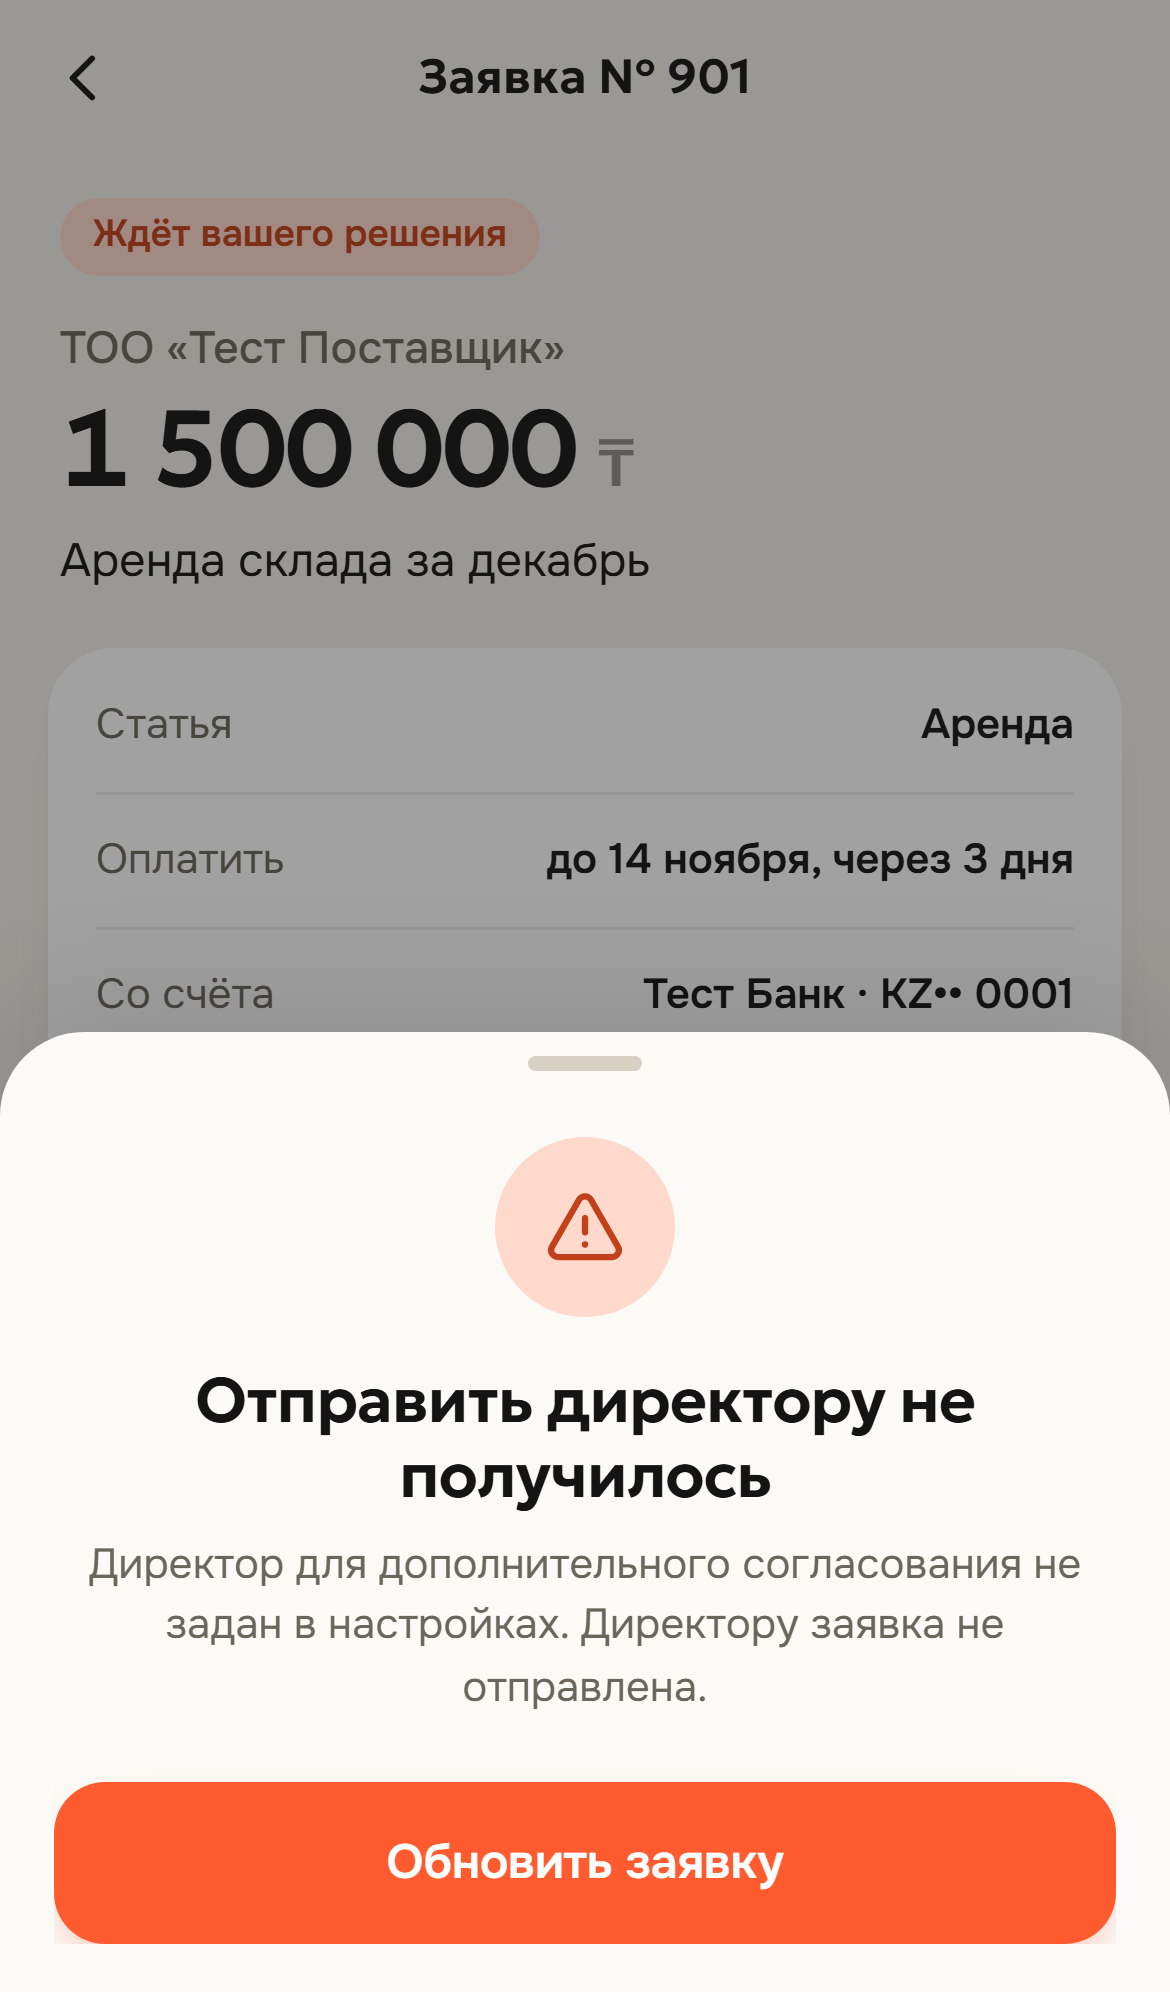 Заявка № 901
Ждёт вашего решения
ТОО «Тест Поставщик»
1 500 000 ₸
Аренда склада за декабрь
Статья Аренда
Оплатить до 14 ноября, через 3 дня
Со счёта Тест Банк · KZ•• 0001
Отправить директору не
получилось
Директор для дополнительного согласования не
задан в настройках. Директору заявка не
отправлена.
Обновить заявку